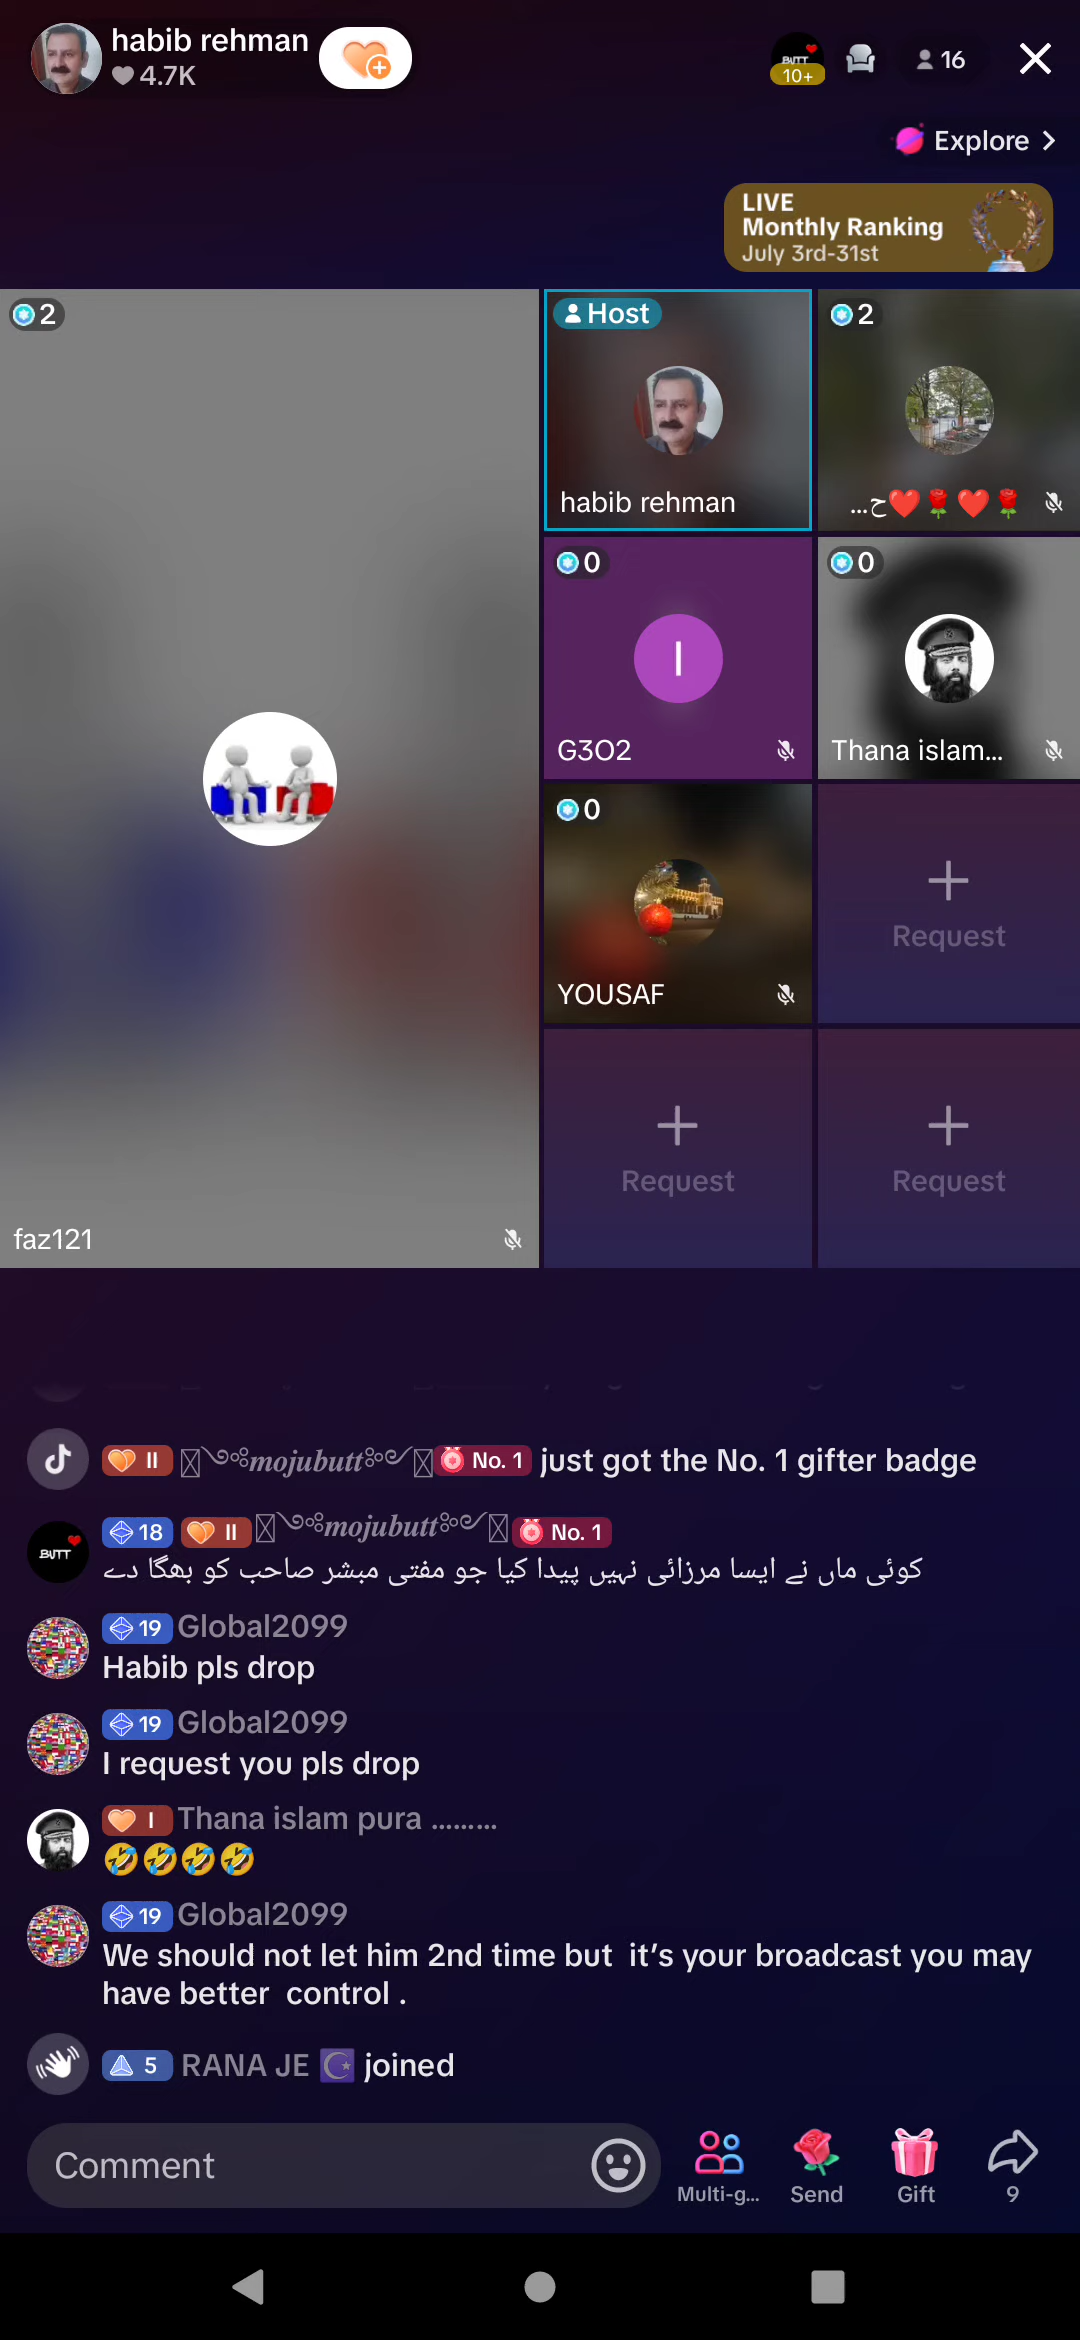 habib rehman
4.7K
BUTT
10+
16
Explore
LIVE
Monthly Ranking
July 3rd-31st
2
faz121
Host
habib rehman
2
ح❤️🌹❤️🌹...
0
I
G3O2
0
Thana islam...
0
YOUSAF
Request
Request
Request
II ༺mojubutt༻ No. 1 just got the No. 1 gifter badge
BUTT
18 II ༺mojubutt༻ No. 1
کوئی ماں نے ایسا مرزائی نہیں پیدا کیا جو مفتی مبشر صاحب کو بھگا دے
19 Global2099
Habib pls drop
19 Global2099
I request you pls drop
I Thana islam pura .........
🤣🤣🤣🤣
19 Global2099
We should not let him 2nd time but it’s your broadcast you may
have better control .
5 RANA JE ☪️ joined
Comment
Multi-g...
Send
Gift
9